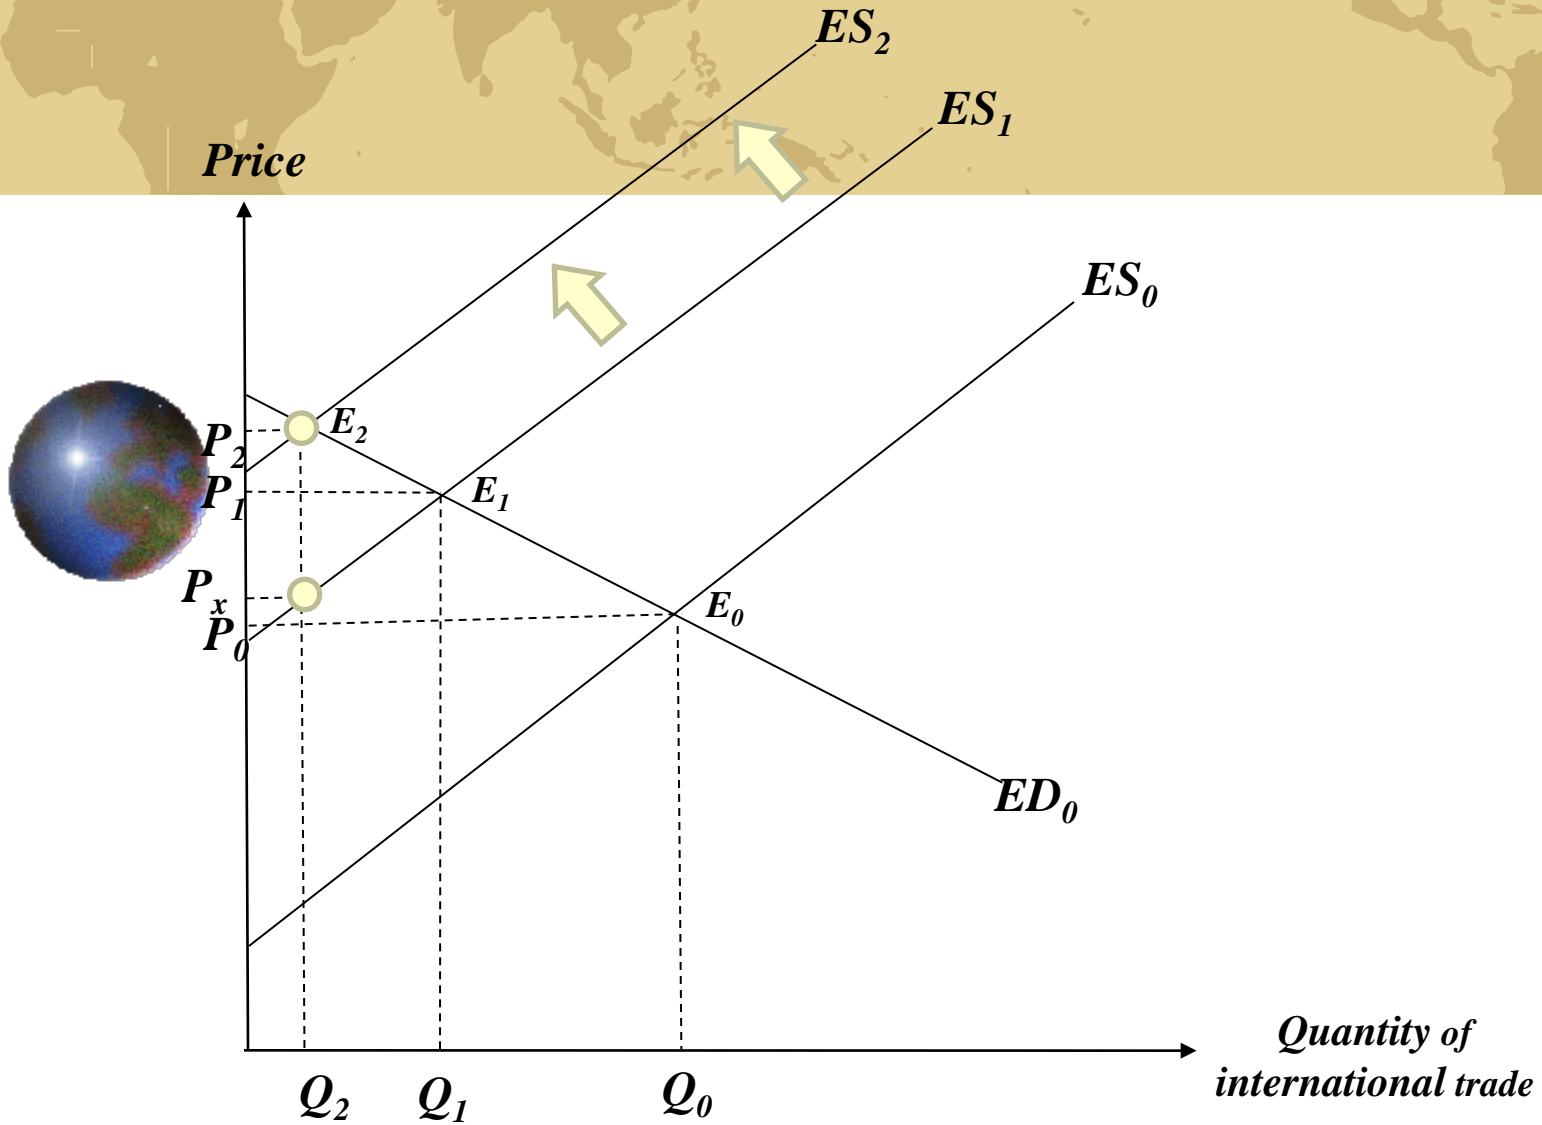 ES₂
ES₁
Price
ES₀
E₂
P₂
E₁
P₁
Pₓ
E₀
P₀
ED₀
Quantity of
international trade
Q₂ Q₁ Q₀